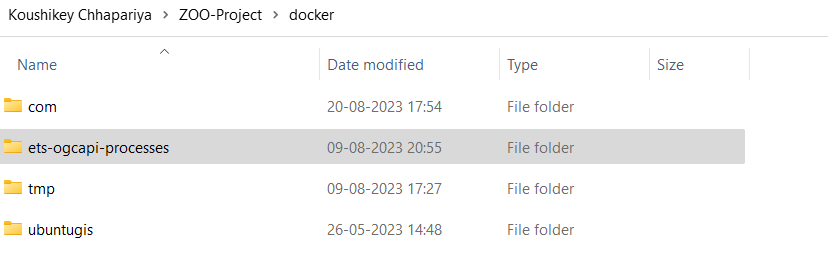 Koushikey Chhapariya > ZOO-Project > docker
Name Date modified Type Size
com 20-08-2023 17:54 File folder
ets-ogcapi-processes 09-08-2023 20:55 File folder
tmp 09-08-2023 17:27 File folder
ubuntugis 26-05-2023 14:48 File folder